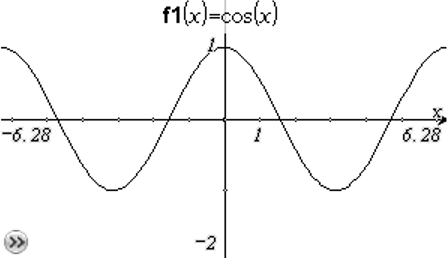 f1(x)=cos(x)
1
x
-6.28
1
6.28
-2